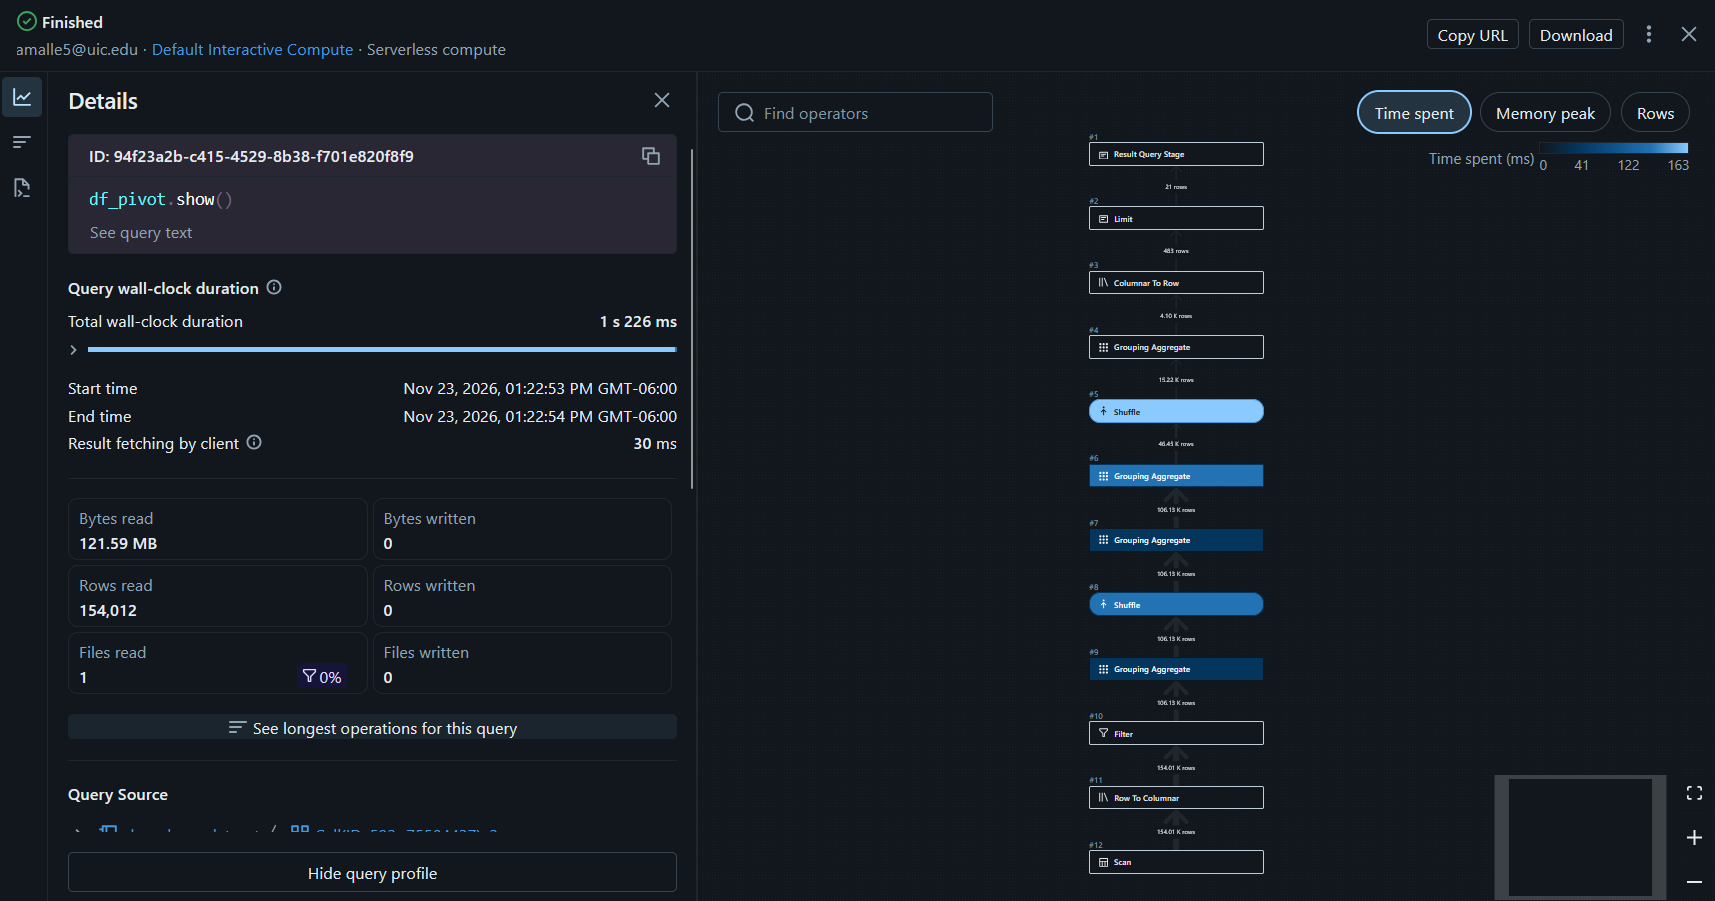 Finished
amalle5@uic.edu · Default Interactive Compute · Serverless compute
Copy URL
Download
Details
ID: 94f23a2b-c415-4529-8b38-f701e820f8f9
df_pivot.show()
See query text
Query wall-clock duration
Total wall-clock duration 1 s 226 ms
Start time Nov 23, 2026, 01:22:53 PM GMT-06:00
End time Nov 23, 2026, 01:22:54 PM GMT-06:00
Result fetching by client 30 ms
Bytes read
121.59 MB
Bytes written
0
Rows read
154,012
Rows written
0
Files read
1 0%
Files written
0
See longest operations for this query
Query Source
Hide query profile
Find operators
Time spent
Memory peak
Rows
Time spent (ms) 0 41 122 163
#1
Result Query Stage
21 rows
#2
Limit
483 rows
#3
Columnar To Row
4.10 K rows
#4
Grouping Aggregate
15.22 K rows
#5
Shuffle
46.45 K rows
#6
Grouping Aggregate
106.13 K rows
#7
Grouping Aggregate
106.13 K rows
#8
Shuffle
106.13 K rows
#9
Grouping Aggregate
106.13 K rows
#10
Filter
154.01 K rows
#11
Row To Columnar
154.01 K rows
#12
Scan